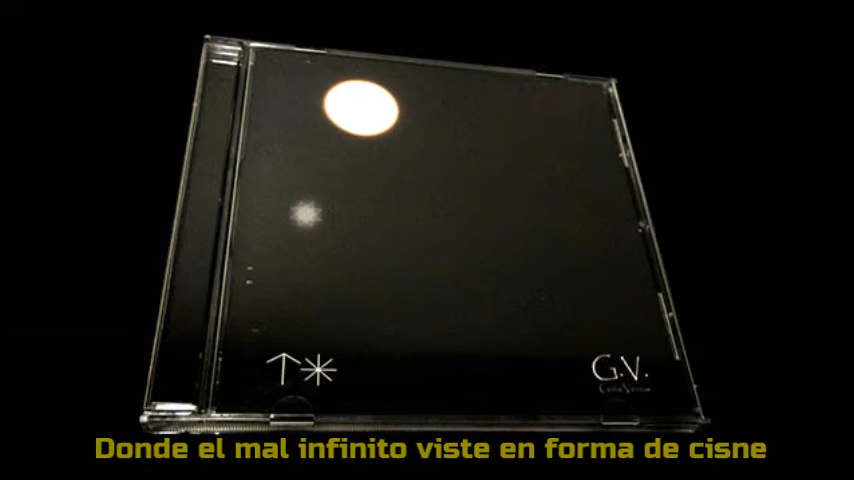 ↑✳
G.V.
Donde el mal infinito viste en forma de cisne